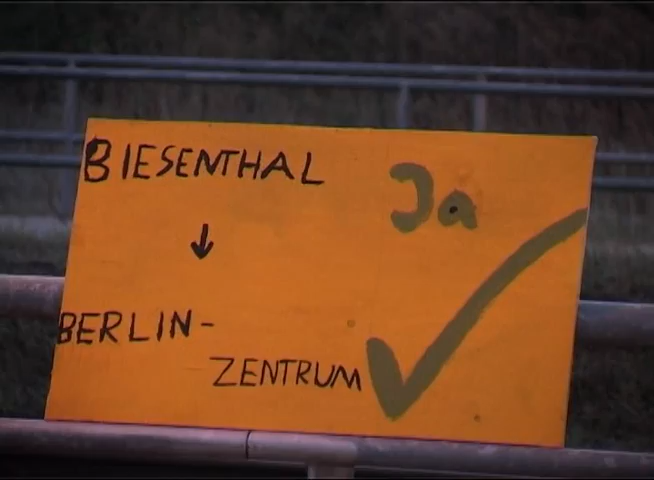 BIESENTHAL
Ja
↓
BERLIN-
ZENTRUM